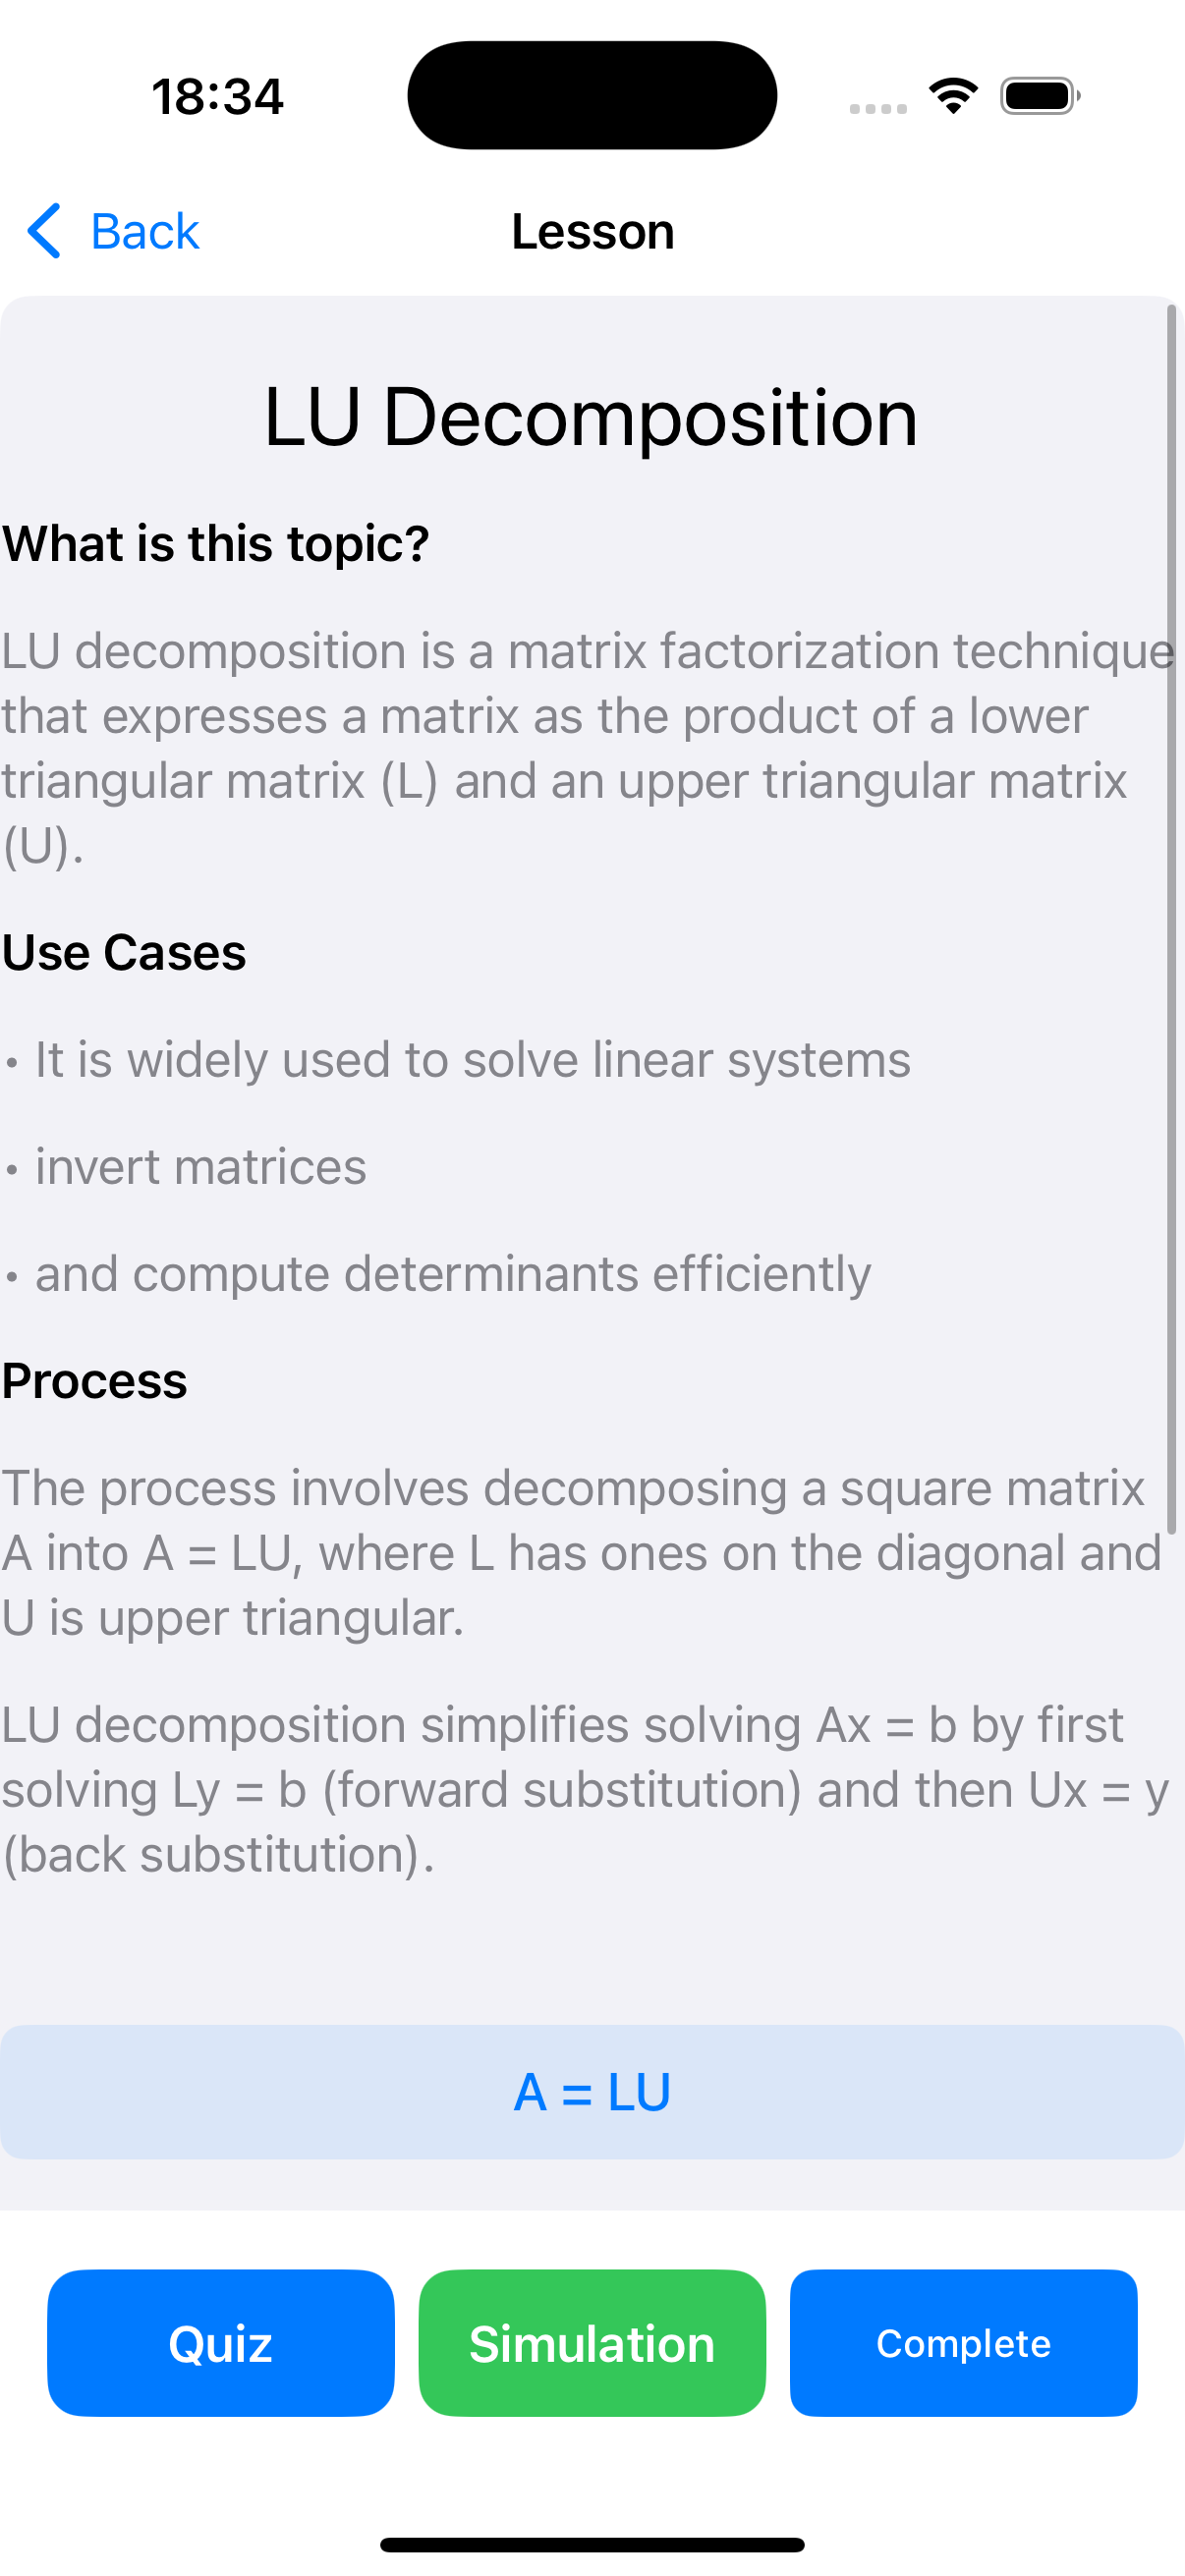 18:34
Back
Lesson
LU Decomposition
What is this topic?
LU decomposition is a matrix factorization technique
that expresses a matrix as the product of a lower
triangular matrix (L) and an upper triangular matrix
(U).
Use Cases
• It is widely used to solve linear systems
• invert matrices
• and compute determinants efficiently
Process
The process involves decomposing a square matrix
A into A = LU, where L has ones on the diagonal and
U is upper triangular.
LU decomposition simplifies solving Ax = b by first
solving Ly = b (forward substitution) and then Ux = y
(back substitution).
A = LU
Quiz
Simulation
Complete